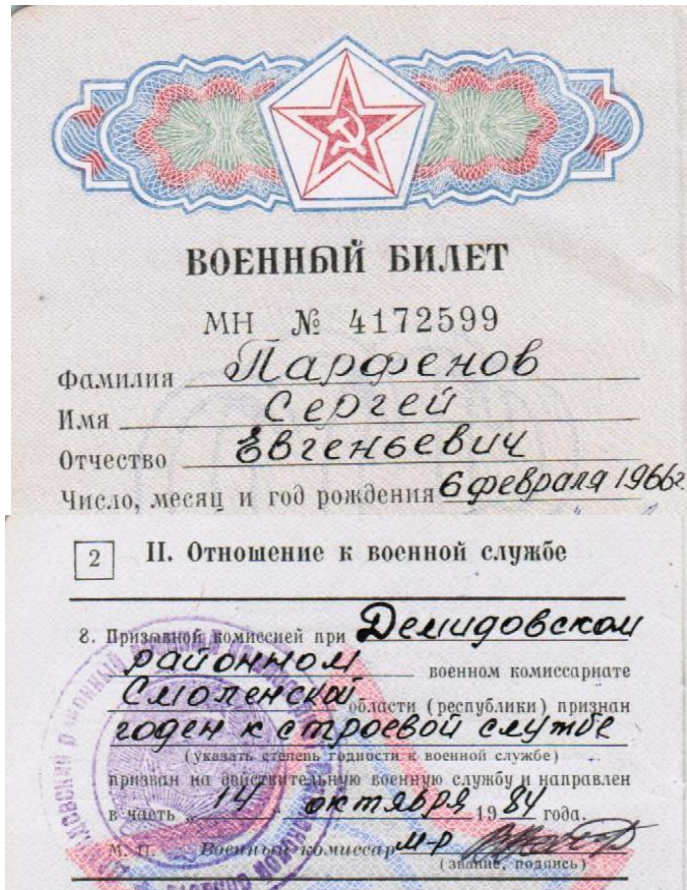 ВОЕННЫЙ БИЛЕТ
МН № 4172599
Фамилия Парфенов
Имя Сергей
Отчество Евгеньевич
Число, месяц и год рождения 6 февраля 1966г.
2 II. Отношение к военной службе
8. Призывной комиссией при Демидовском
районном военном комиссариате
Смоленской области (республики) признан
годен к строевой службе
(указать степень годности к военной службе)
призван на действительную военную службу и направлен
в часть „14“ октября 1984 года.
М. П. Военный комиссар м-р
(звание, подпись)